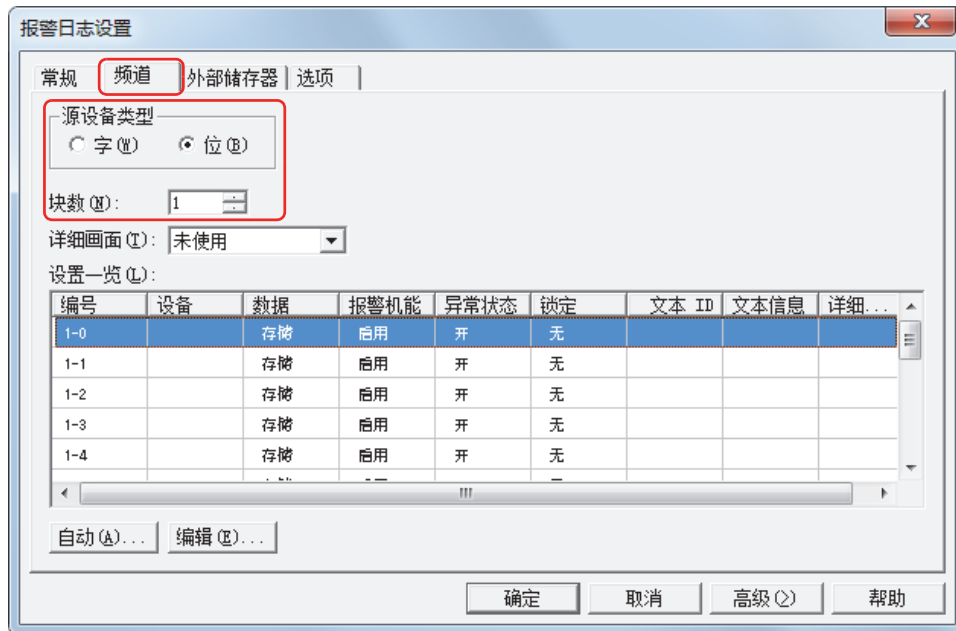 报警日志设置
常规 频道 外部储存器 选项
源设备类型
字(W) 位(B)
块数(N): 1
详细画面(T): 未使用
设置一览(L):
编号 设备 数据 报警机能 异常状态 锁定 文本 ID 文本信息 详细...
1-0 存储 启用 开 无
1-1 存储 启用 开 无
1-2 存储 启用 开 无
1-3 存储 启用 开 无
1-4 存储 启用 开 无
自动(A)... 编辑(E)...
确定 取消 高级(2) 帮助